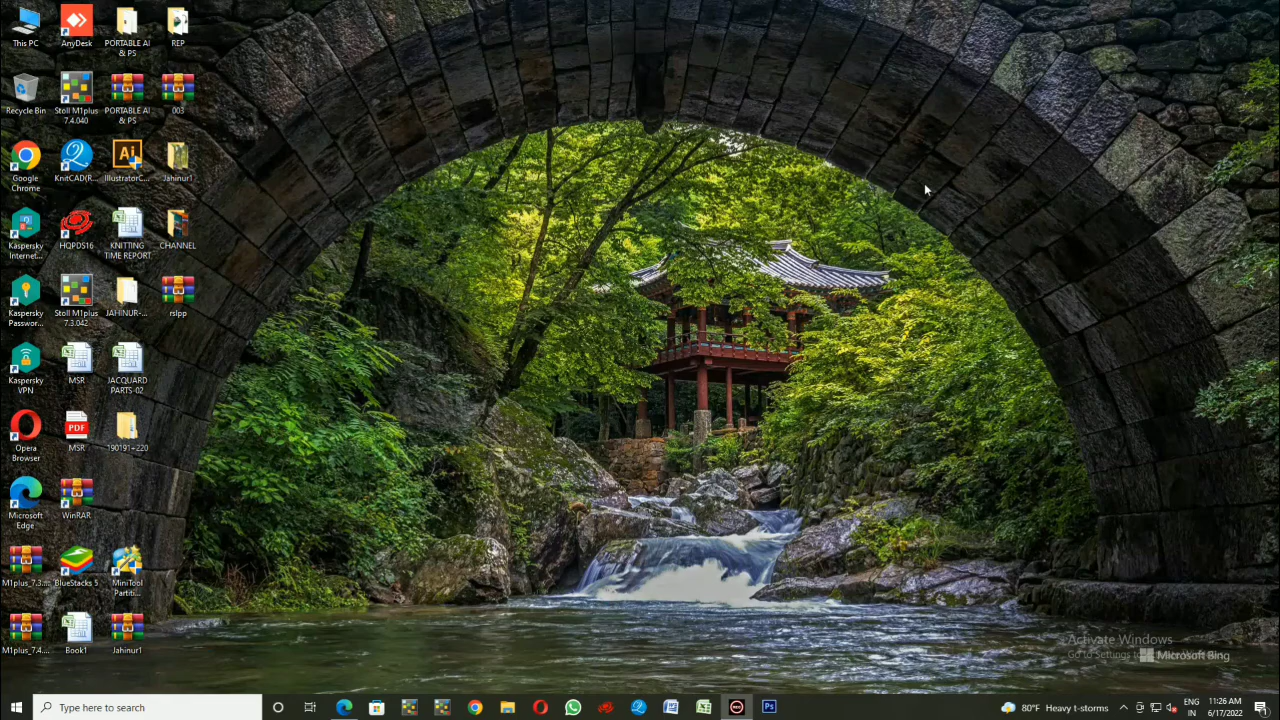 This PC
AnyDesk
PORTABLE AI
& PS
REP
Recycle Bin
Stoll M1plus
7.4.040
PORTABLE AI
& PS
003
Google
Chrome
KnitCAD(R...
Ai
IllustratorC...
Jahinur1
Kaspersky
Internet...
HQPDS16
KNITTING
TIME REPORT
CHANNEL
Kaspersky
Passwor...
Stoll M1plus
7.3.042
JAHINUR-...
rslpp
Kaspersky
VPN
MSR
JACQUARD
PARTS-02
Opera
Browser
PDF
MSR
190191+220
Microsoft
Edge
WinRAR
M1plus_7.3....
BlueStacks 5
MiniTool
Partiti...
M1plus_7.4....
Book1
Jahinur1
Activate Windows
Go to Settings to
Microsoft Bing
Type here to search
Ps
80°F Heavy t-storms
ENG
IN
11:26 AM
6/17/2022